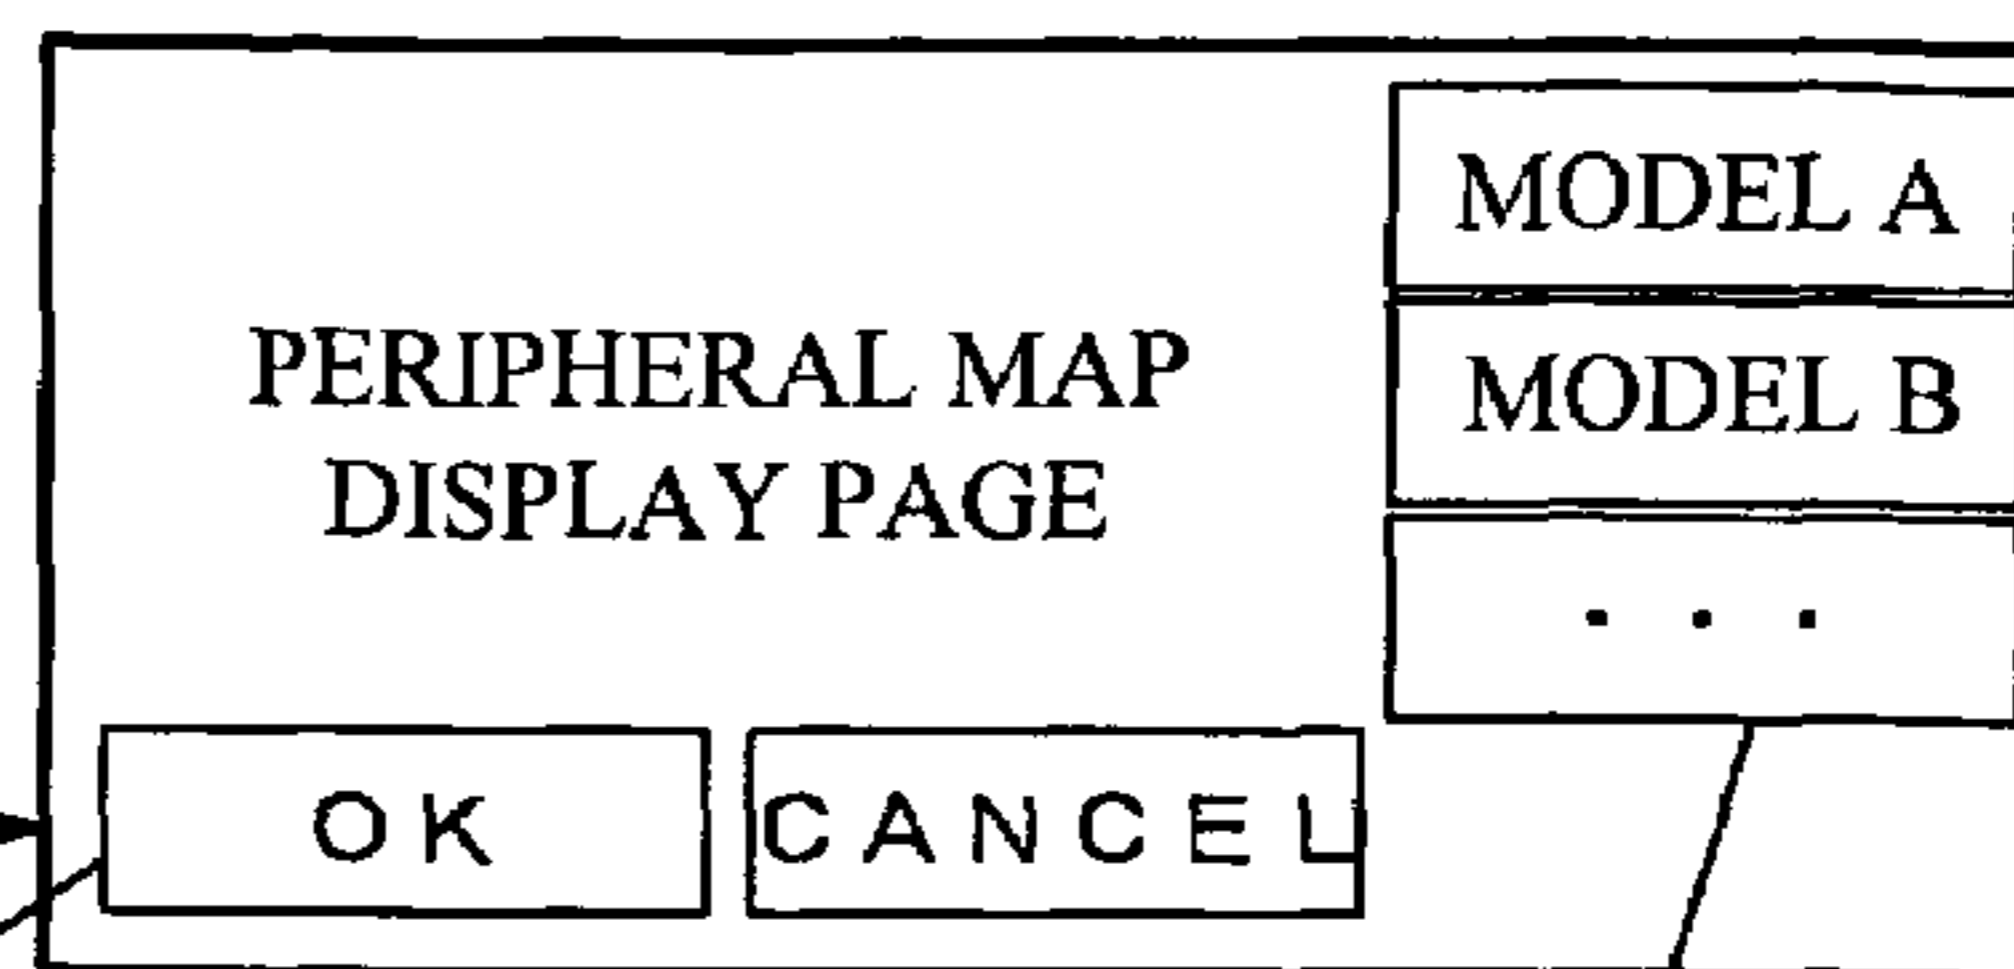 MODEL A
PERIPHERAL MAP
DISPLAY PAGE
MODEL B
. . .
OK
CANCEL